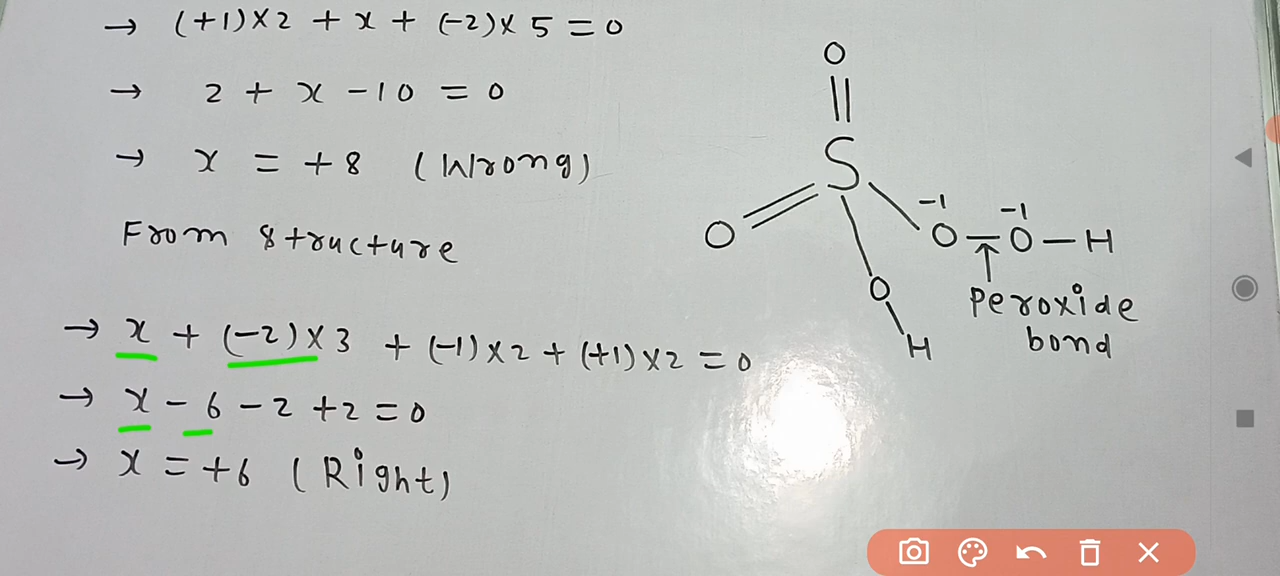 → (+1)×2 + x + (-2)× 5 = 0
→ 2 + x - 10 = 0
→ x = +8 (Wrong)
From structure
→ x + (-2)×3 + (-1)×2 + (+1)×2 = 0
→ x - 6 - 2 + 2 = 0
→ x = +6 (Right)
O
S
-1 -1
O O - O - H
O
H
Peroxide
bond